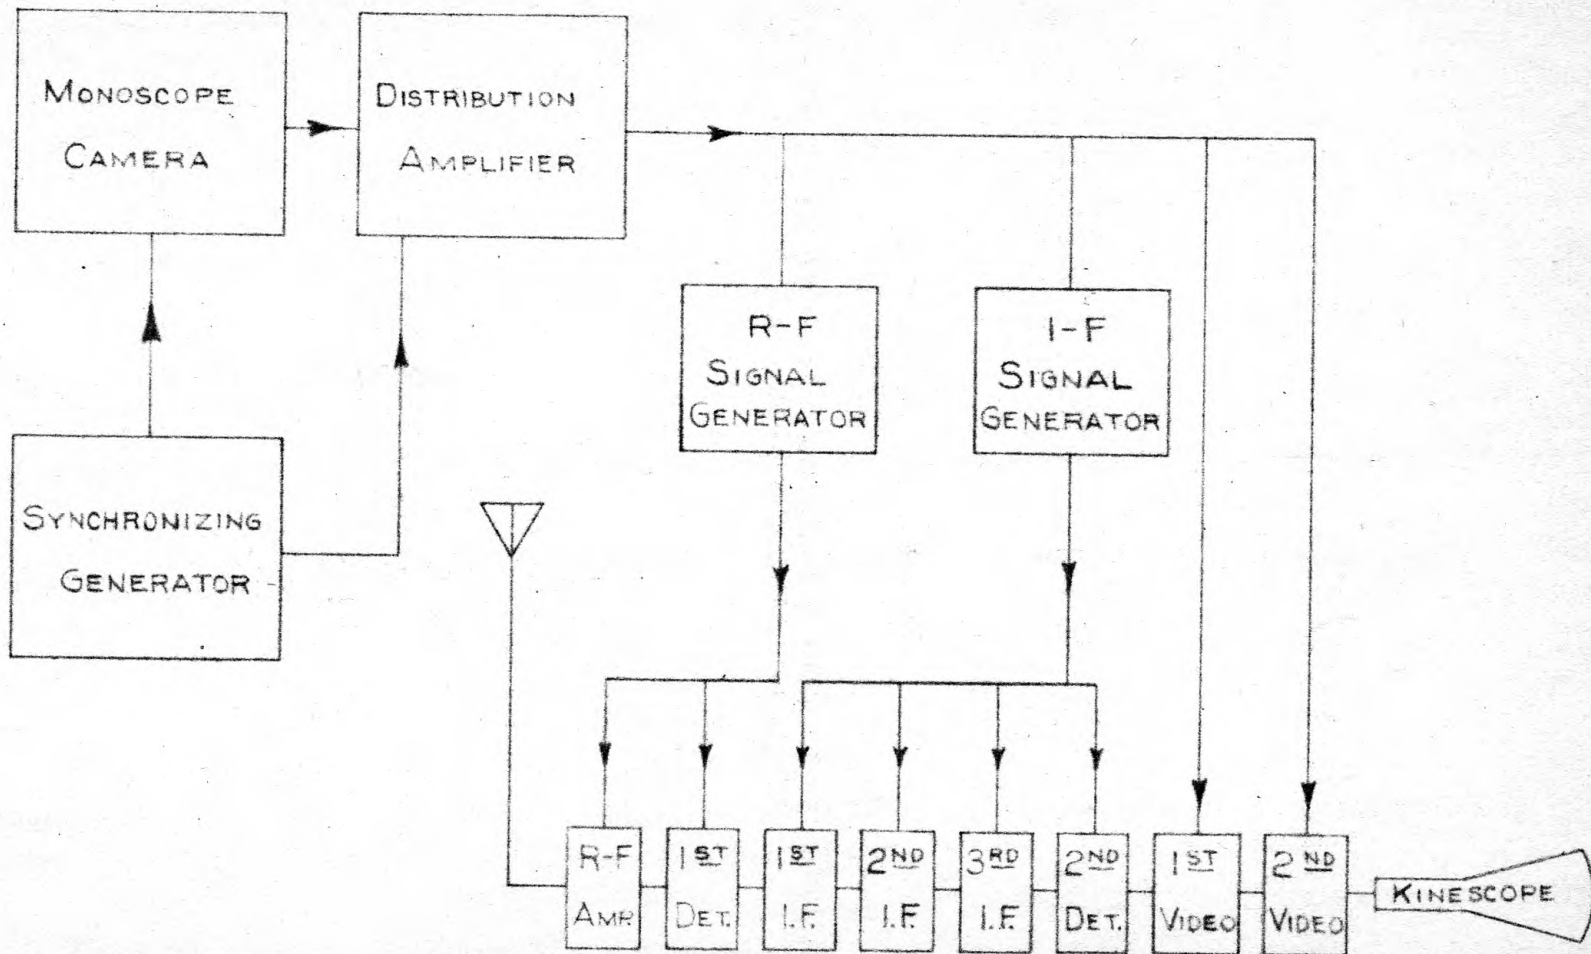 MONOSCOPE
CAMERA
DISTRIBUTION
AMPLIFIER
R-F
SIGNAL
GENERATOR
I-F
SIGNAL
GENERATOR
SYNCHRONIZING
GENERATOR
R-F
AMP.
1ST
DET.
1ST
I.F.
2ND
I.F.
3RD
I.F.
2ND
DET.
1ST
VIDEO
2ND
VIDEO
KINESCOPE